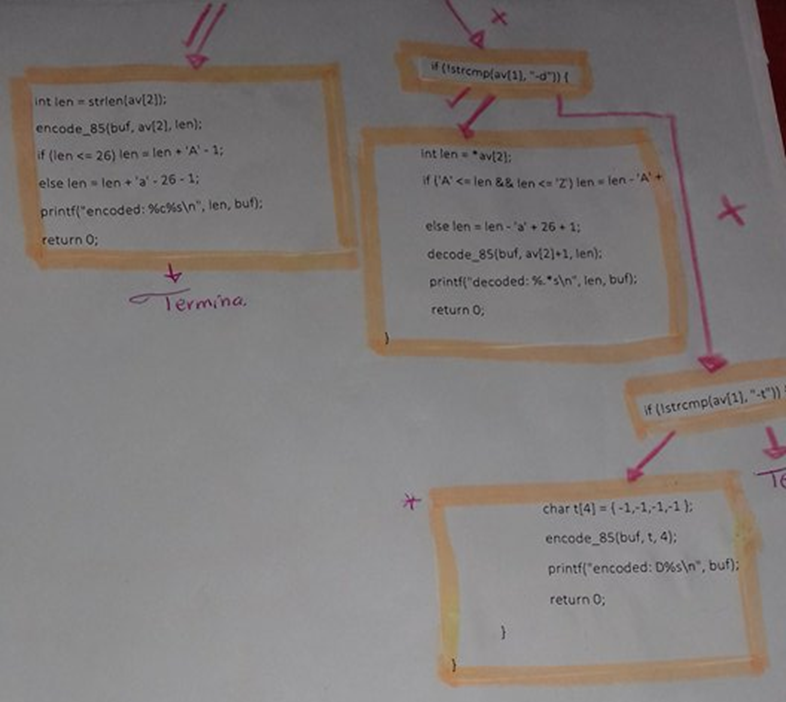 int len = strlen(av[2]);
encode_85(buf, av[2], len);
if (len <= 26) len = len + 'A' - 1;
else len = len + 'a' - 26 - 1;
printf("encoded: %c%s\n", len, buf);
return 0;
Termina.
if (!strcmp(av[1], "-d")) {
int len = *av[2];
if ('A' <= len && len <= 'Z') len = len - 'A' +
else len = len - 'a' + 26 + 1;
decode_85(buf, av[2]+1, len);
printf("decoded: %.*s\n", len, buf);
return 0;
}
if (!strcmp(av[1], "-t")) {
Te
*
char t[4] = { -1,-1,-1,-1 };
encode_85(buf, t, 4);
printf("encoded: D%s\n", buf);
return 0;
}
}